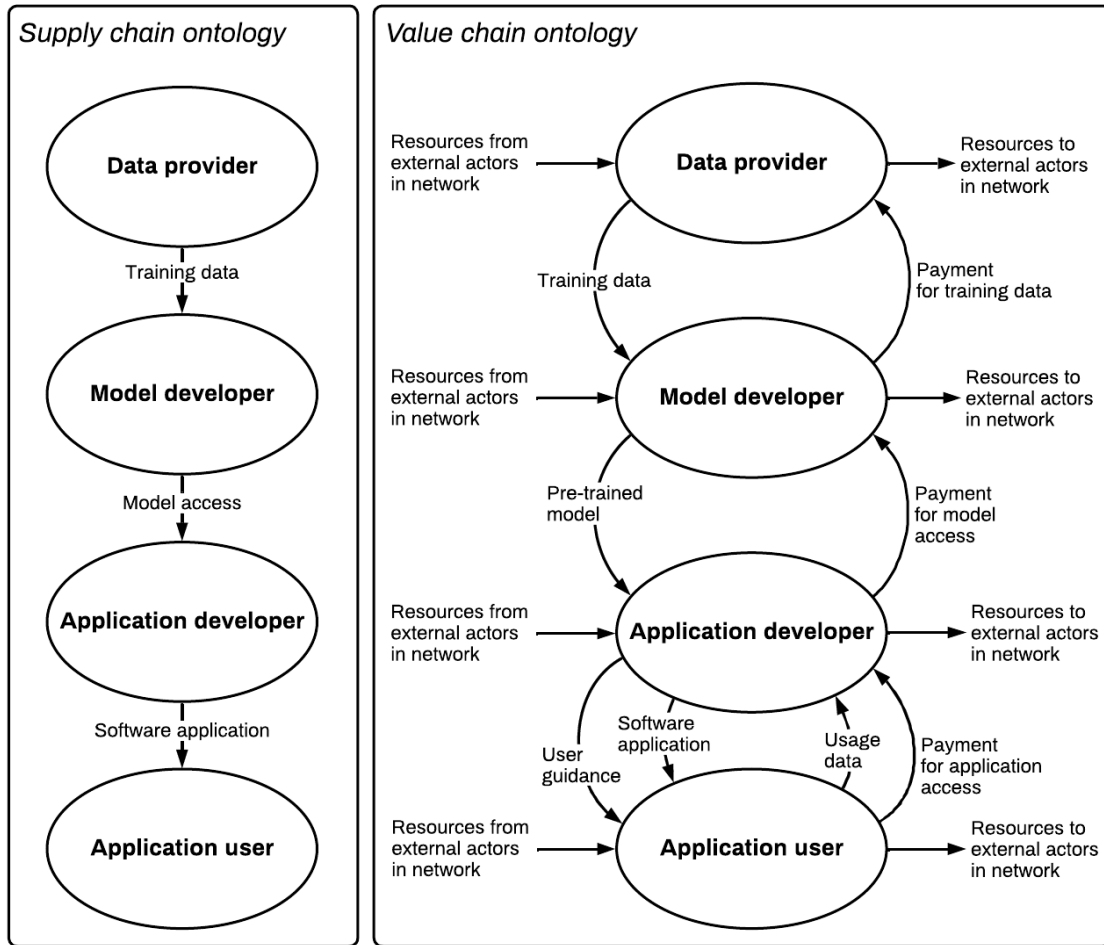 Supply chain ontology
Data provider
Training data
Model developer
Model access
Application developer
Software application
Application user
Value chain ontology
Resources from
external actors
in network
Data provider
Resources to
external actors
in network
Training data
Payment
for training data
Resources from
external actors
in network
Model developer
Resources to
external actors
in network
Pre-trained
model
Payment
for model
access
Resources from
external actors
in network
Application developer
Resources to
external actors
in network
User
guidance
Software
application
Usage
data
Payment
for application
access
Resources from
external actors
in network
Application user
Resources to
external actors
in network